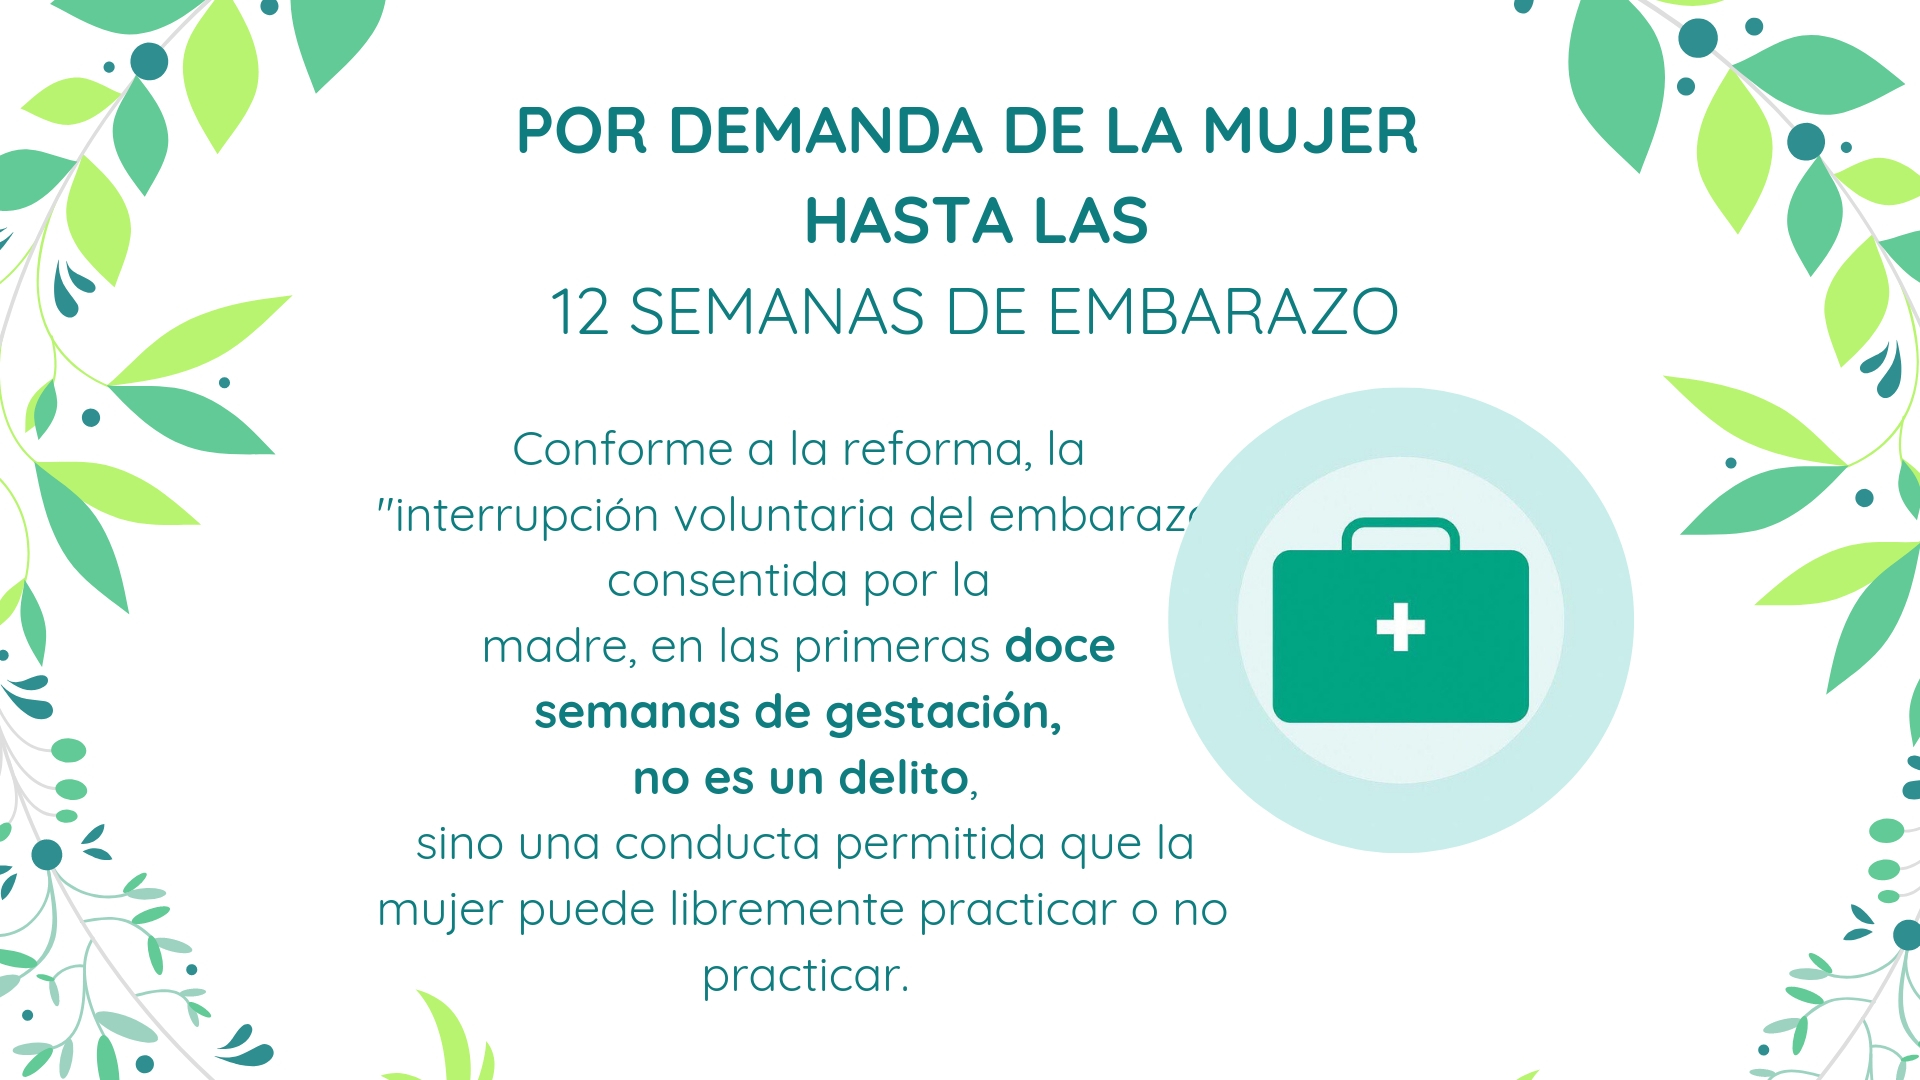 POR DEMANDA DE LA MUJER
HASTA LAS
12 SEMANAS DE EMBARAZO
Conforme a la reforma, la
"interrupción voluntaria del
consentida por la
madre, en las primeras doce
semanas de gestación,
no es un delito,
sino una conducta permitida que la
mujer puede libremente practicar o no
practicar.